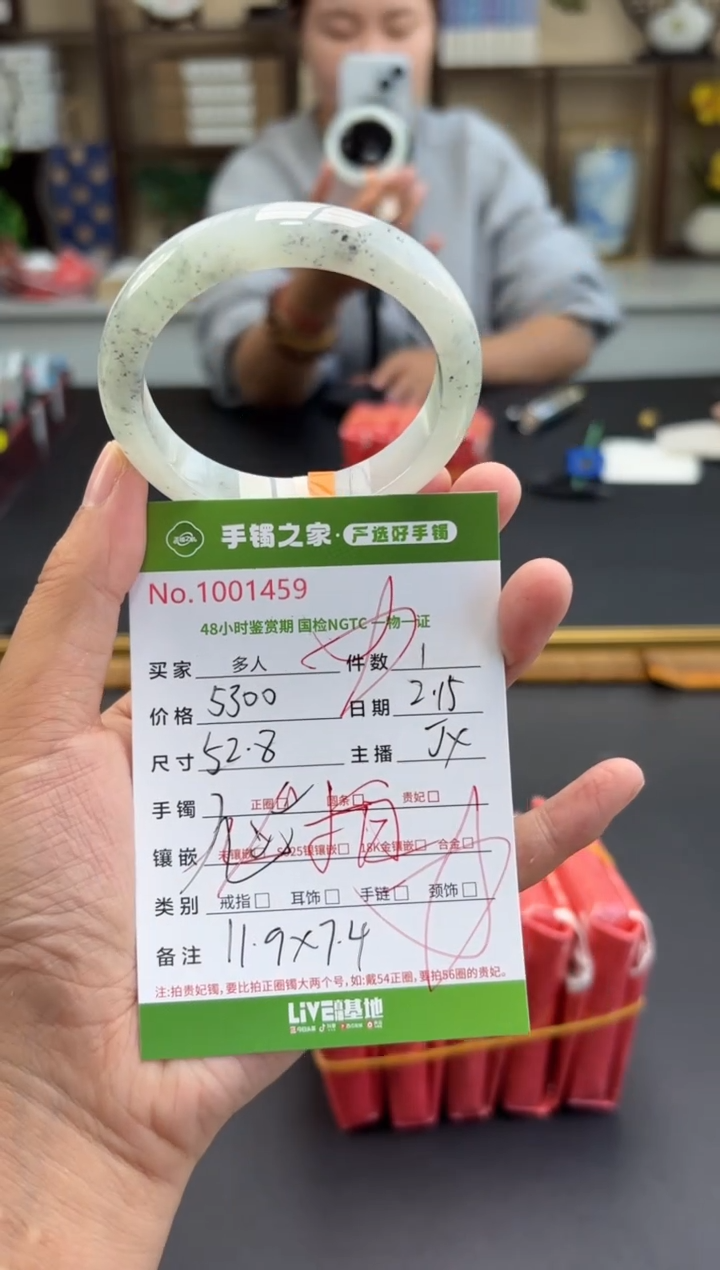 手镯之家·严选好手镯
No.1001459
48小时鉴赏期 国检NGTC 一物一证
买家 多人 件数 1
价格 5300 日期 2.15
尺寸 52.8 主播 JX
手镯 正圈 圆条 贵妃
镶嵌 未镶嵌 S925银镶嵌 18K金镶嵌 合金
类别 戒指 耳饰 手链 颈饰
备注 11.9×7.4
注:拍贵妃镯,要比拍正圈镯大两个号,如:戴54正圈,要拍56圈的贵妃。
LiVE 基地